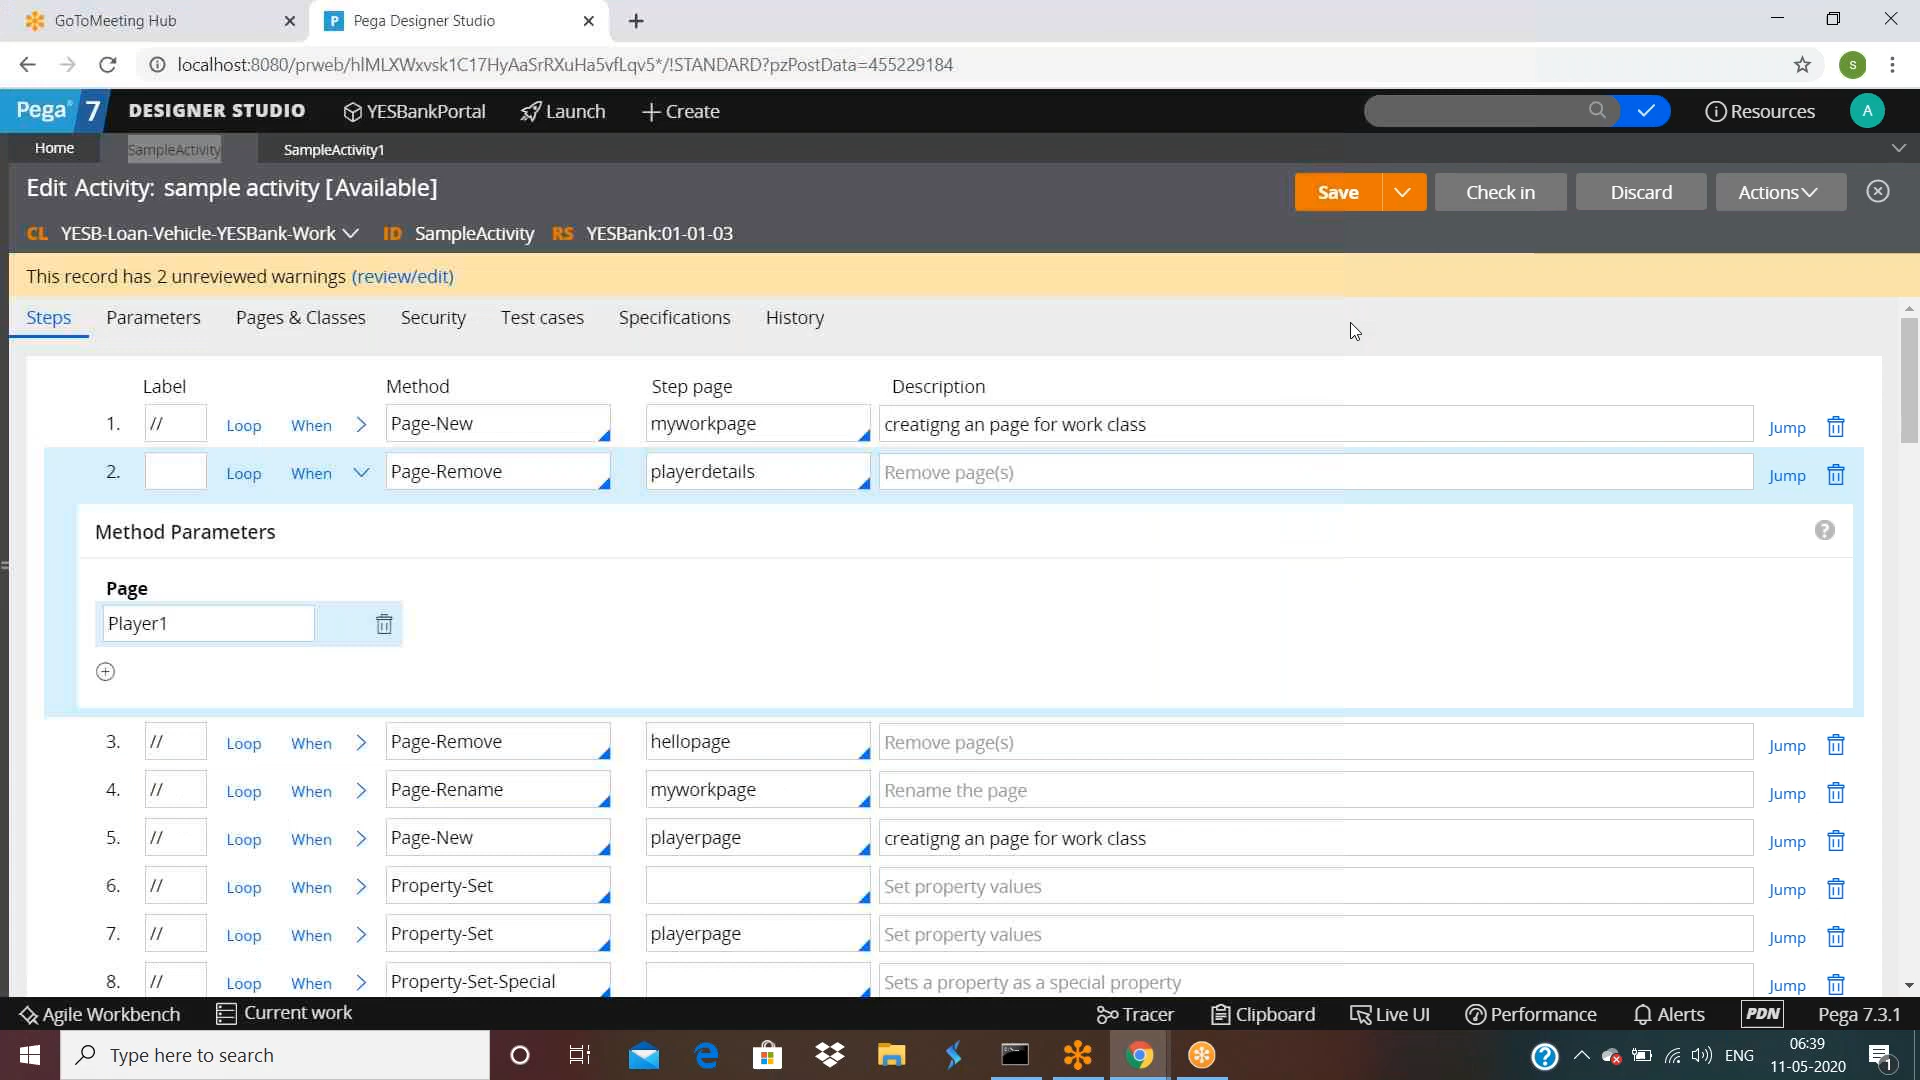 GoToMeeting Hub
Pega Designer Studio
localhost:8080/prweb/hlMLXWxvsk1C17HyAaSrRXuHa5vfLqv5*/!STANDARD?pzPostData=455229184
s
Pega 7 DESIGNER STUDIO YESBankPortal Launch Create Resources A
Home SampleActivity SampleActivity1
Edit Activity: sample activity [Available] Save Check in Discard Actions
CL YESB-Loan-Vehicle-YESBank-Work ID SampleActivity RS YESBank:01-01-03
This record has 2 unreviewed warnings (review/edit)
Steps Parameters Pages & Classes Security Test cases Specifications History
Label Method Step page Description
1. // Loop When Page-New myworkpage creatigng an page for work class Jump
2. Loop When Page-Remove playerdetails Remove page(s) Jump
Method Parameters ?
Page
Player1
3. // Loop When Page-Remove hellopage Remove page(s) Jump
4. // Loop When Page-Rename myworkpage Rename the page Jump
5. // Loop When Page-New playerpage creatigng an page for work class Jump
6. // Loop When Property-Set Set property values Jump
7. // Loop When Property-Set playerpage Set property values Jump
8. // Loop When Property-Set-Special Sets a property as a special property Jump
Agile Workbench Current work Tracer Clipboard Live UI Performance Alerts PDN Pega 7.3.1
Type here to search ENG 06:39
11-05-2020
1